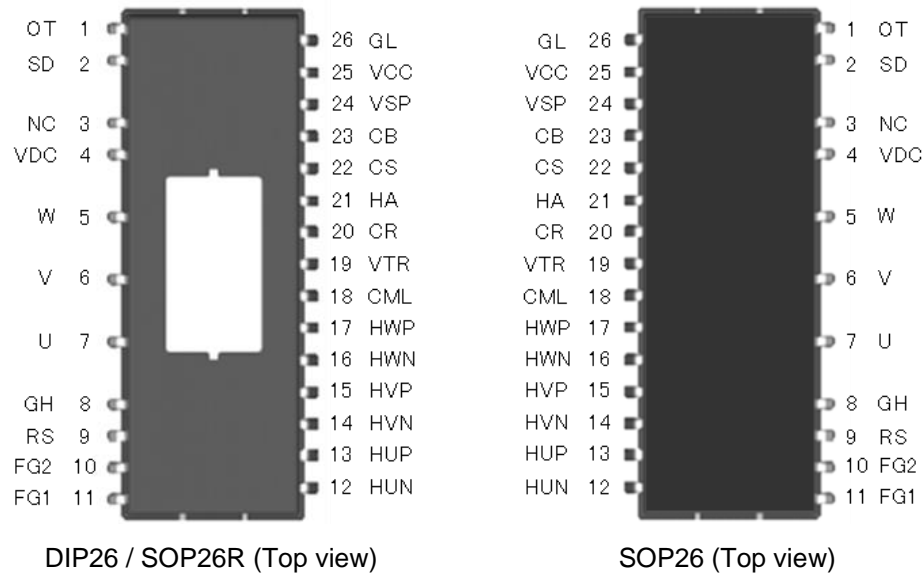 OT 1
SD 2
NC 3
VDC 4
W 5
V 6
U 7
GH 8
RS 9
FG2 10
FG1 11
26 GL
25 VCC
24 VSP
23 CB
22 CS
21 HA
20 CR
19 VTR
18 CML
17 HWP
16 HWN
15 HVP
14 HVN
13 HUP
12 HUN
DIP26 / SOP26R (Top view)
GL 26
VCC 25
VSP 24
CB 23
CS 22
HA 21
CR 20
VTR 19
CML 18
HWP 17
HWN 16
HVP 15
HVN 14
HUP 13
HUN 12
1 OT
2 SD
3 NC
4 VDC
5 W
6 V
7 U
8 GH
9 RS
10 FG2
11 FG1
SOP26 (Top view)